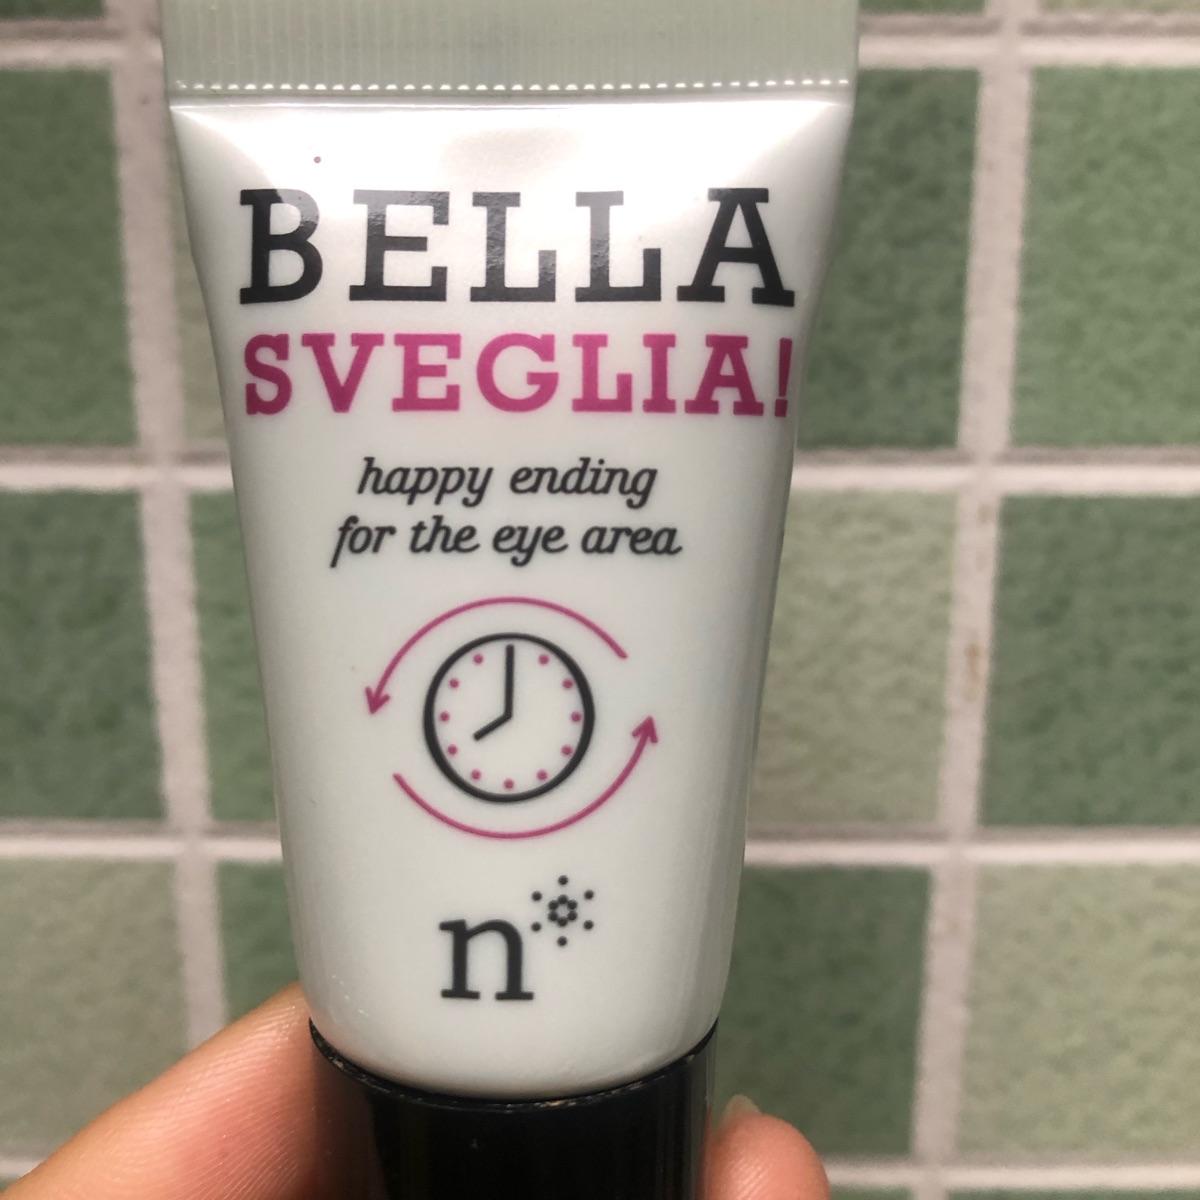 BELLA
SVEGLIA!
happy ending
for the eye area
n